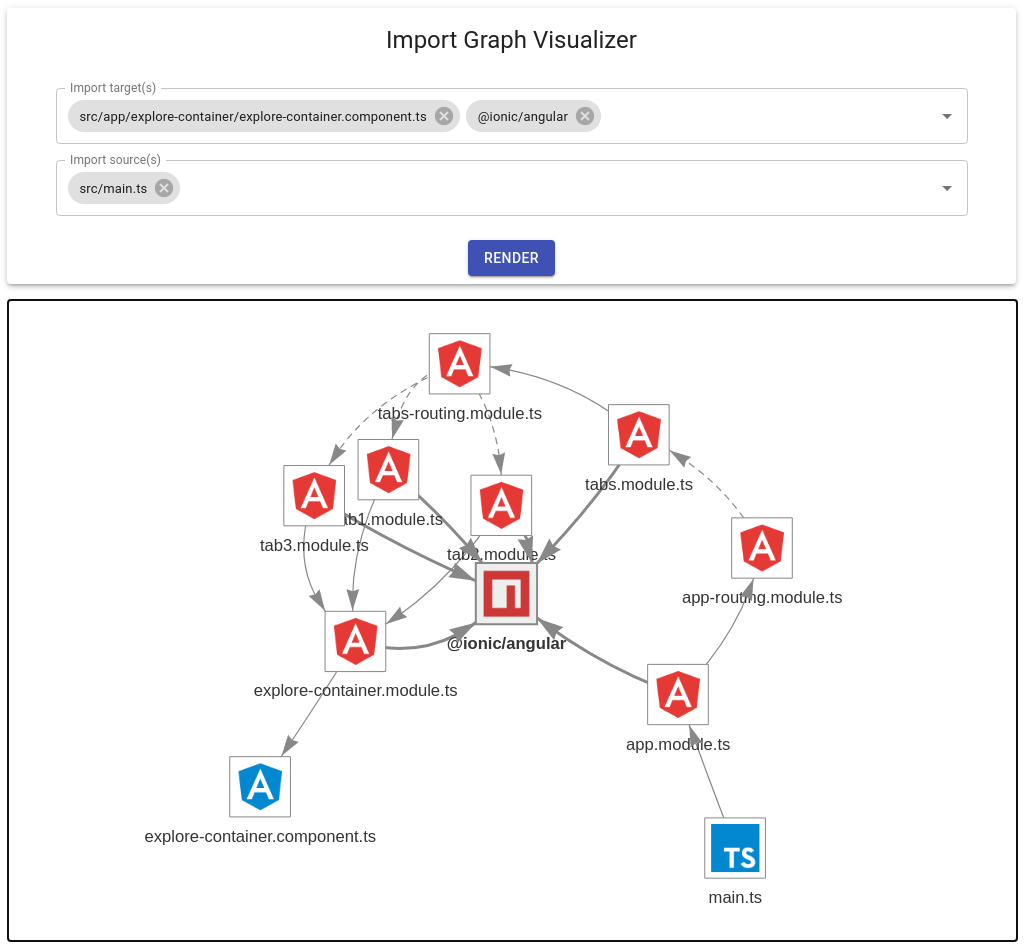 Import Graph Visualizer
Import target(s)
src/app/explore-container/explore-container.component.ts
@ionic/angular
Import source(s)
src/main.ts
RENDER
tabs-routing.module.ts
tabs.module.ts
tab1.module.ts
tab3.module.ts
tab2.module.ts
app-routing.module.ts
@ionic/angular
explore-container.module.ts
app.module.ts
explore-container.component.ts
TS
main.ts